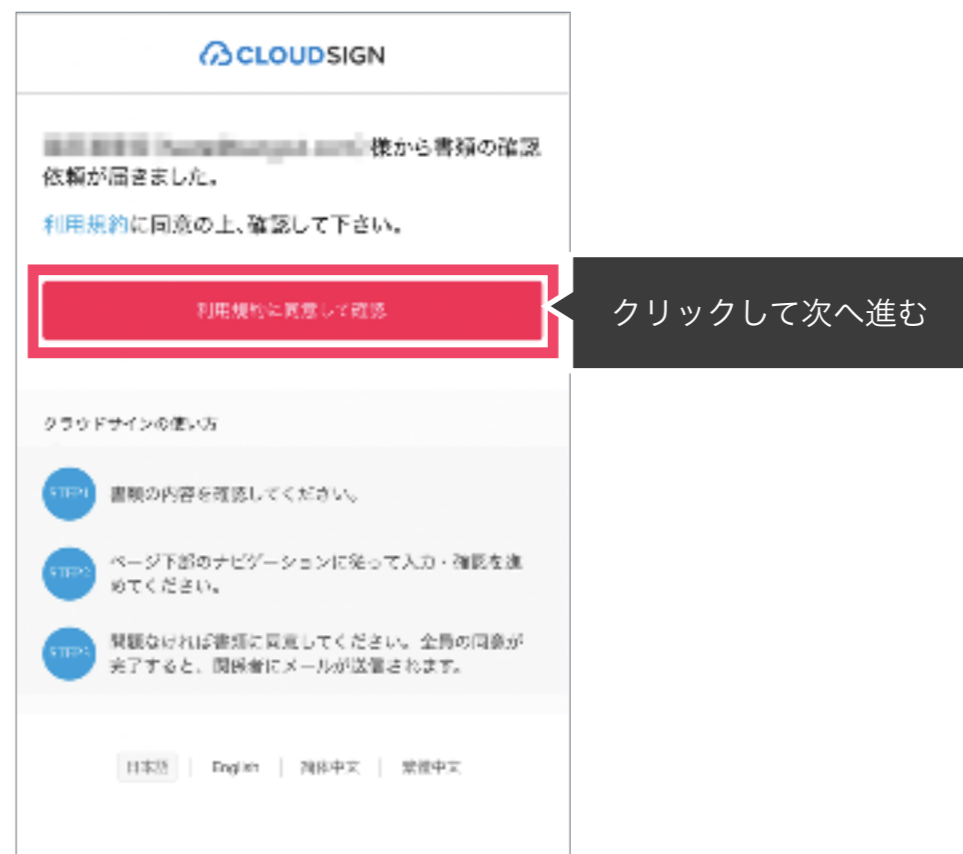 CLOUDSIGN
様から書類の確認
依頼が届きました。
利用規約に同意の上、確認して下さい。
利用規約に同意して確認
クリックして次へ進む
クラウドサインの使い方
STEP1
書類の内容を確認してください。
STEP2
ページ下部のナビゲーションに従って入力・確認を進
めてください。
STEP3
問題なければ書類に同意してください。全員の同意が
完了すると、関係者にメールが送信されます。
日本語 | English | 简体中文 | 繁體中文